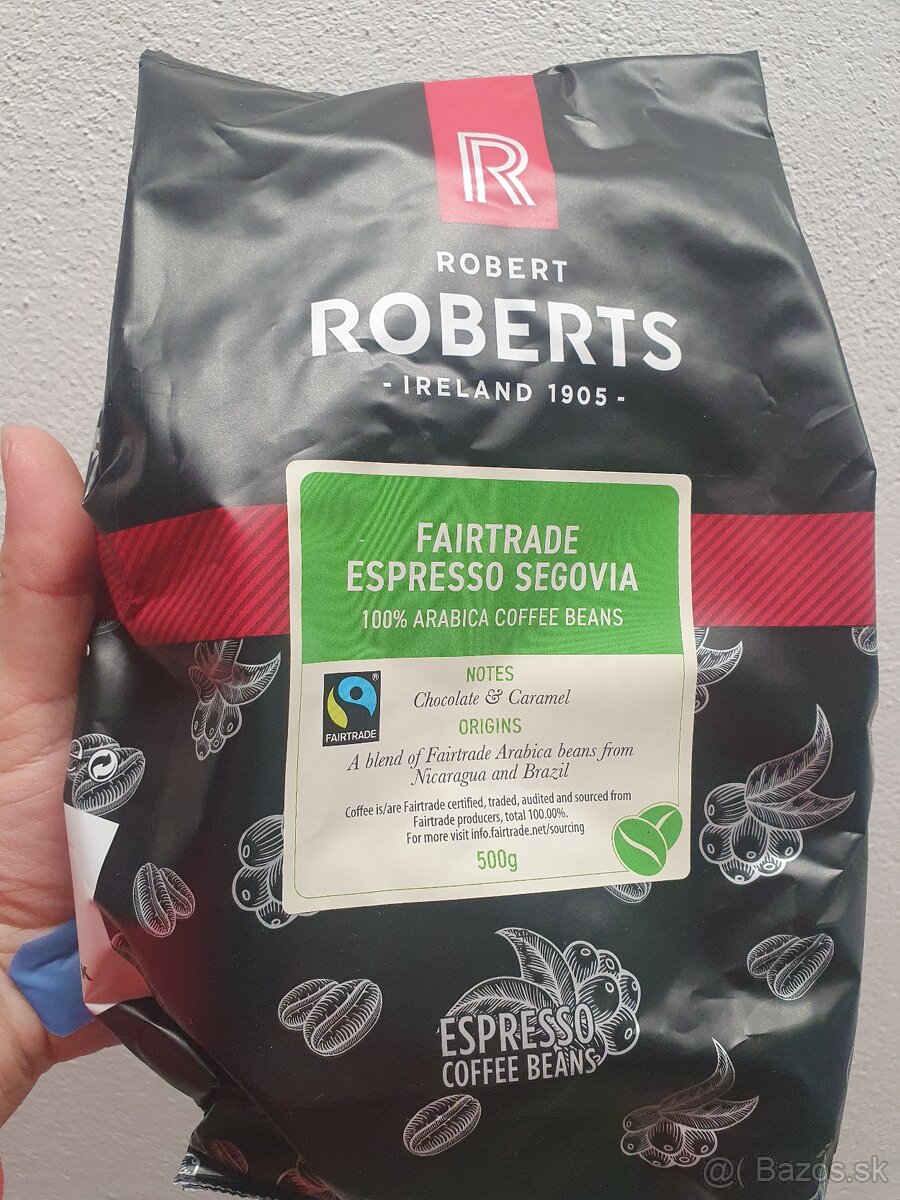 R
ROBERT
ROBERTS
- IRELAND 1905 -
FAIRTRADE
ESPRESSO SEGOVIA
100% ARABICA COFFEE BEANS
NOTES
Chocolate & Caramel
ORIGINS
A blend of Fairtrade Arabica beans from
Nicaragua and Brazil
FAIRTRADE
®
Coffee is/are Fairtrade certified, traded, audited and sourced from
Fairtrade producers, total 100.00%.
For more visit info.fairtrade.net/sourcing
500g
ESPRESSO
COFFEE BEANS
K
@( Bazos.sk